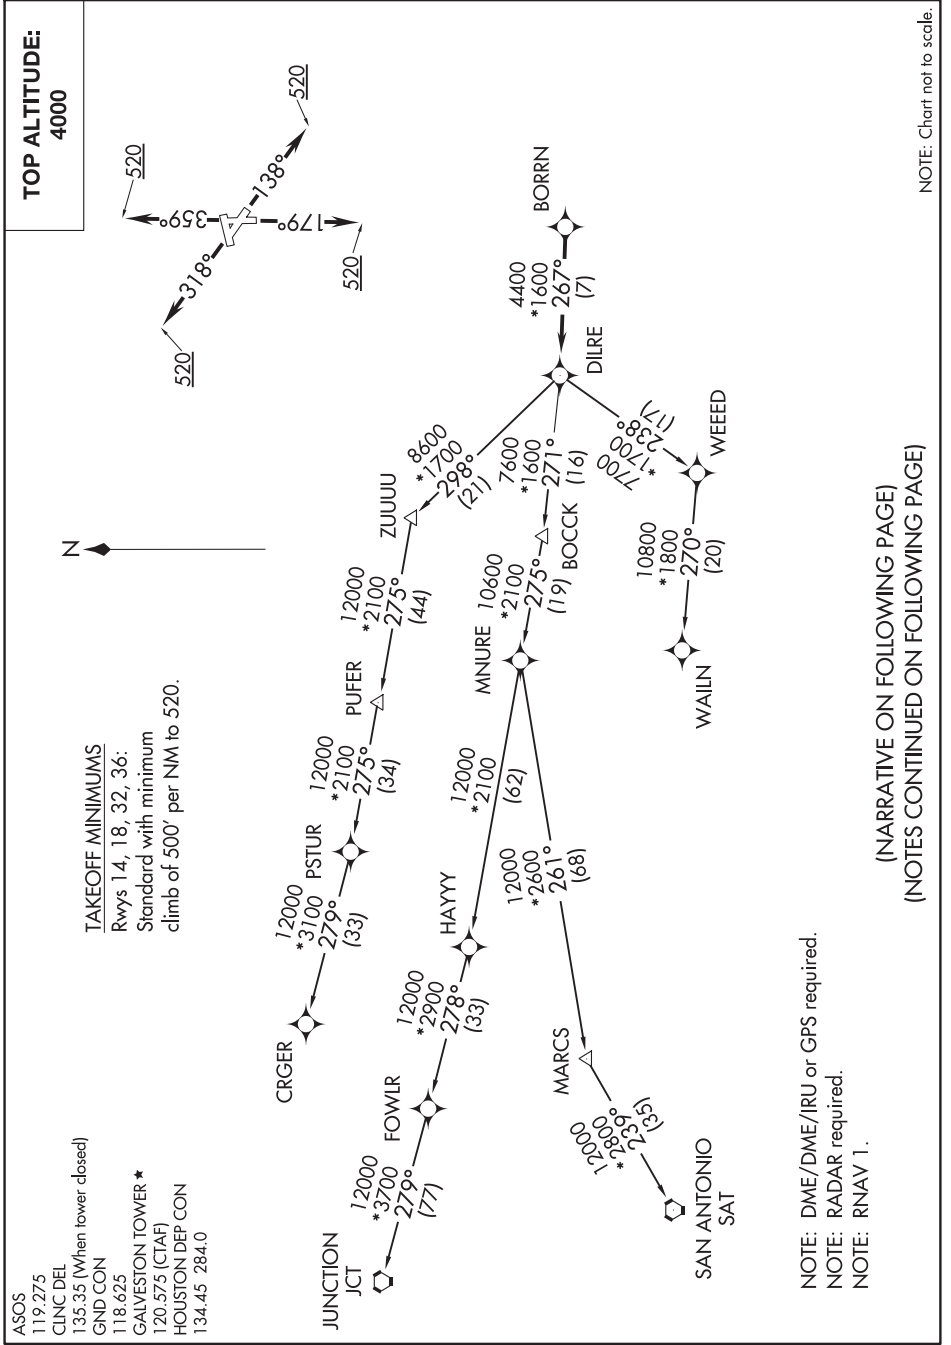 ASOS
119.275
CLNC DEL
135.35 (When tower closed)
GND CON
118.625
GALVESTON TOWER ★
120.575 (CTAF)
HOUSTON DEP CON
134.45 284.0
TAKEOFF MINIMUMS
Rwys 14, 18, 32, 36:
Standard with minimum
climb of 500' per NM to 520.
N
TOP ALTITUDE:
4000
520
318°
520
359°
138°
520
179°
520
CRGER
12000
*3100
279°
(33)
PSTUR
12000
*2100
275°
(34)
PUFER
12000
*2100
275°
(44)
ZUUUU
8600
*1700
298°
(21)
JUNCTION
JCT
12000
*3700
279°
(77)
FOWLR
12000
*2900
278°
(33)
HAYYY
12000
*2100
(62)
MNURE
10600
*2100
275°
(19)
BOCCK
7600
*1600
271°
(16)
DILRE
4400
*1600
267°
(7)
BORRN
SAN ANTONIO
SAT
12000
*2800
239°
(35)
MARCS
12000
*2600
261°
(68)
WAILN
10800
*1800
270°
(20)
WEEED
7700
*1700
238°
(17)
NOTE: DME/DME/IRU or GPS required.
NOTE: RADAR required.
NOTE: RNAV 1.
(NARRATIVE ON FOLLOWING PAGE)
(NOTES CONTINUED ON FOLLOWING PAGE)
NOTE: Chart not to scale.